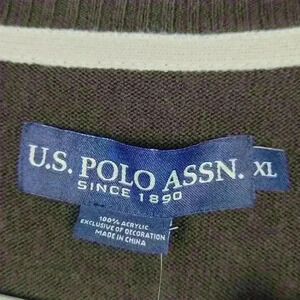 U.S. POLO ASSN. XL
SINCE 1890
100% ACRYLIC
EXCLUSIVE OF DECORATION
MADE IN CHINA